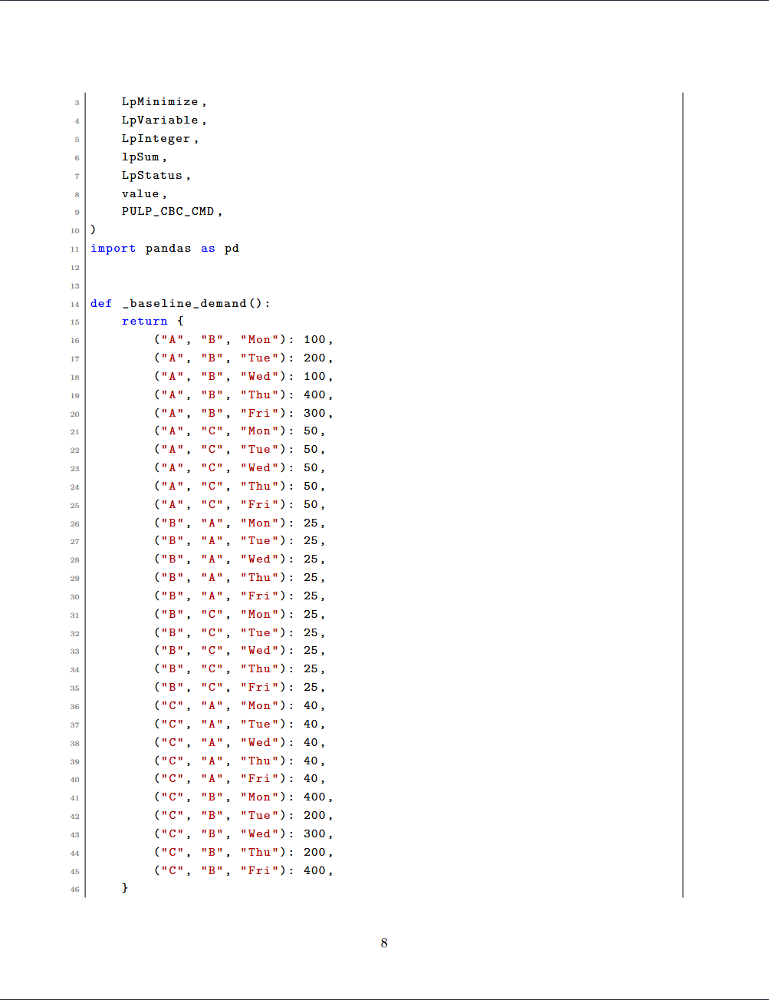 3 LpMinimize,
4 LpVariable,
5 LpInteger,
6 lpSum,
7 LpStatus,
8 value,
9 PULP_CBC_CMD,
10 )
11 import pandas as pd
12
13
14 def _baseline_demand():
15 return {
16 ("A", "B", "Mon"): 100,
17 ("A", "B", "Tue"): 200,
18 ("A", "B", "Wed"): 100,
19 ("A", "B", "Thu"): 400,
20 ("A", "B", "Fri"): 300,
21 ("A", "C", "Mon"): 50,
22 ("A", "C", "Tue"): 50,
23 ("A", "C", "Wed"): 50,
24 ("A", "C", "Thu"): 50,
25 ("A", "C", "Fri"): 50,
26 ("B", "A", "Mon"): 25,
27 ("B", "A", "Tue"): 25,
28 ("B", "A", "Wed"): 25,
29 ("B", "A", "Thu"): 25,
30 ("B", "A", "Fri"): 25,
31 ("B", "C", "Mon"): 25,
32 ("B", "C", "Tue"): 25,
33 ("B", "C", "Wed"): 25,
34 ("B", "C", "Thu"): 25,
35 ("B", "C", "Fri"): 25,
36 ("C", "A", "Mon"): 40,
37 ("C", "A", "Tue"): 40,
38 ("C", "A", "Wed"): 40,
39 ("C", "A", "Thu"): 40,
40 ("C", "A", "Fri"): 40,
41 ("C", "B", "Mon"): 400,
42 ("C", "B", "Tue"): 200,
43 ("C", "B", "Wed"): 300,
44 ("C", "B", "Thu"): 200,
45 ("C", "B", "Fri"): 400,
46 }
8